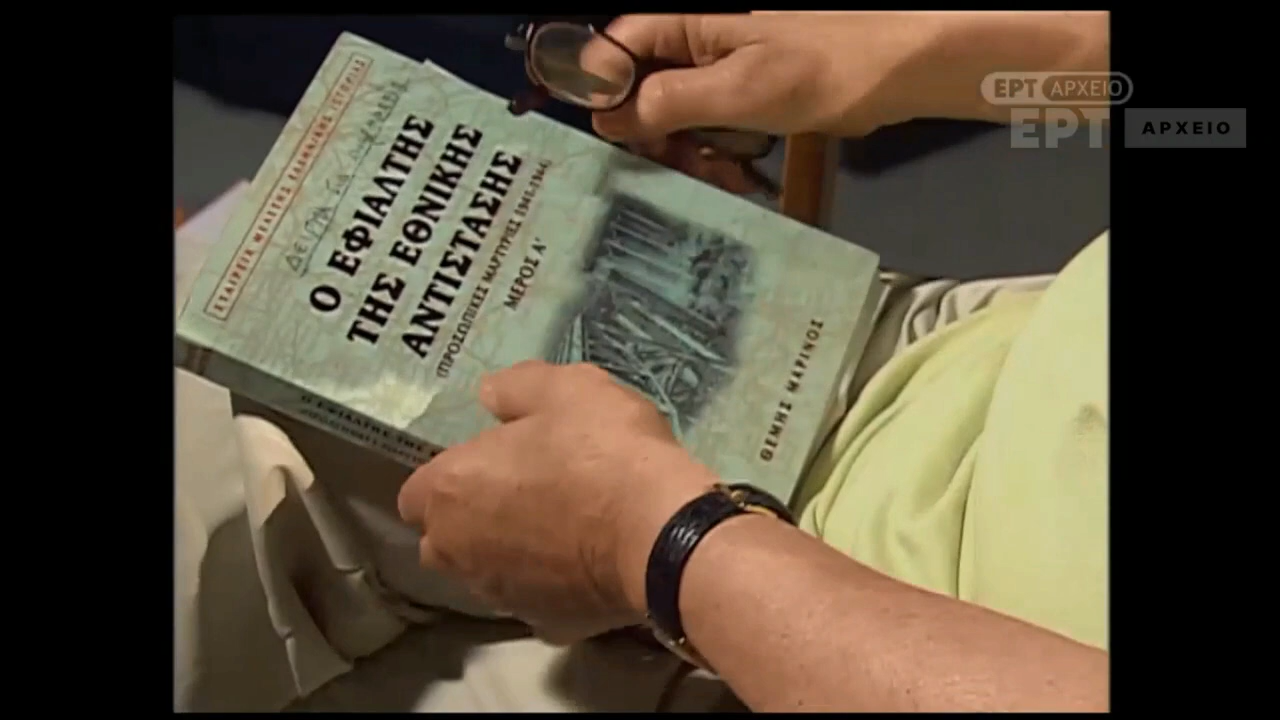 ΕΤΑΙΡΕΙΑ ΜΕΛΕΤΗΣ ΕΛΛΗΝΙΚΗΣ ΙΣΤΟΡΙΑΣ
Ο ΕΦΙΑΛΤΗΣ
ΤΗΣ ΕΘΝΙΚΗΣ
ΑΝΤΙΣΤΑΣΗΣ
(ΠΡΟΣΩΠΙΚΕΣ ΜΑΡΤΥΡΙΕΣ 1941-1944)
ΜΕΡΟΣ Α'
ΘΕΜΗΣ ΜΑΡΙΝΟΣ
Ο ΕΦΙΑΛΤΗΣ ΤΗΣ
ΕΡΤ ΑΡΧΕΙΟ
ΕΡΤ ΑΡΧΕΙΟ